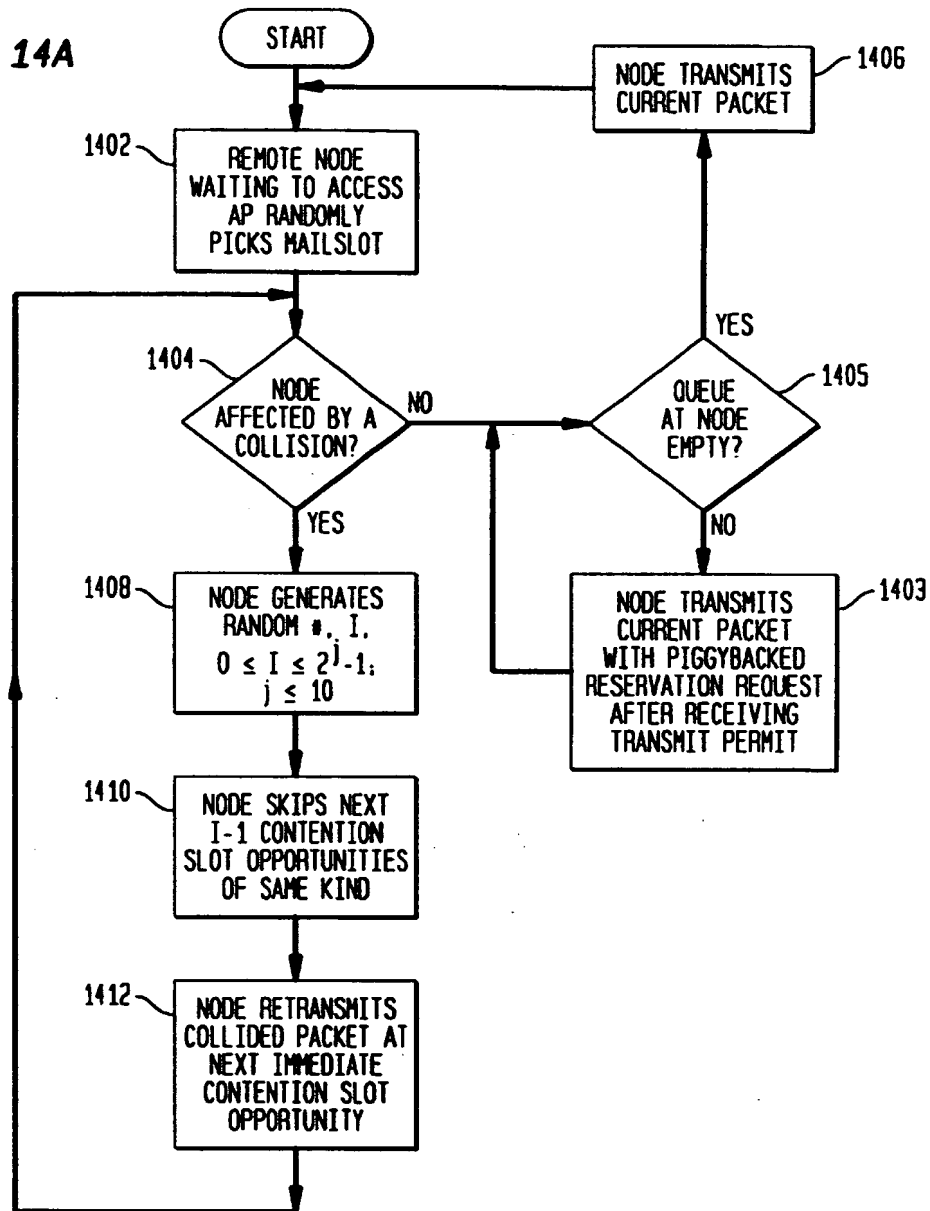 14A
START
1406
NODE TRANSMITS
CURRENT PACKET
1402
REMOTE NODE
WAITING TO ACCESS
AP RANDOMLY
PICKS MAILSLOT
YES
1404
NODE
AFFECTED BY A
COLLISION?
NO
1405
QUEUE
AT NODE
EMPTY?
YES
NO
1408
NODE GENERATES
RANDOM #, I,
0 ≤ I ≤ 2^j-1;
j ≤ 10
1403
NODE TRANSMITS
CURRENT PACKET
WITH PIGGYBACKED
RESERVATION REQUEST
AFTER RECEIVING
TRANSMIT PERMIT
1410
NODE SKIPS NEXT
I-1 CONTENTION
SLOT OPPORTUNITIES
OF SAME KIND
1412
NODE RETRANSMITS
COLLIDED PACKET AT
NEXT IMMEDIATE
CONTENTION SLOT
OPPORTUNITY